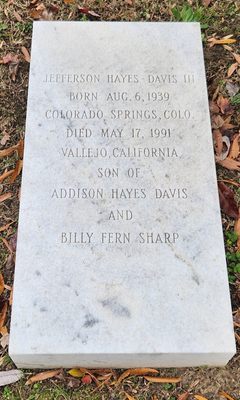 JEFFERSON HAYES-DAVIS III
BORN AUG. 6, 1939
COLORADO SPRINGS, COLO.
DIED MAY 17, 1991
VALLEJO, CALIFORNIA
SON OF
ADDISON HAYES DAVIS
AND
BILLY FERN SHARP